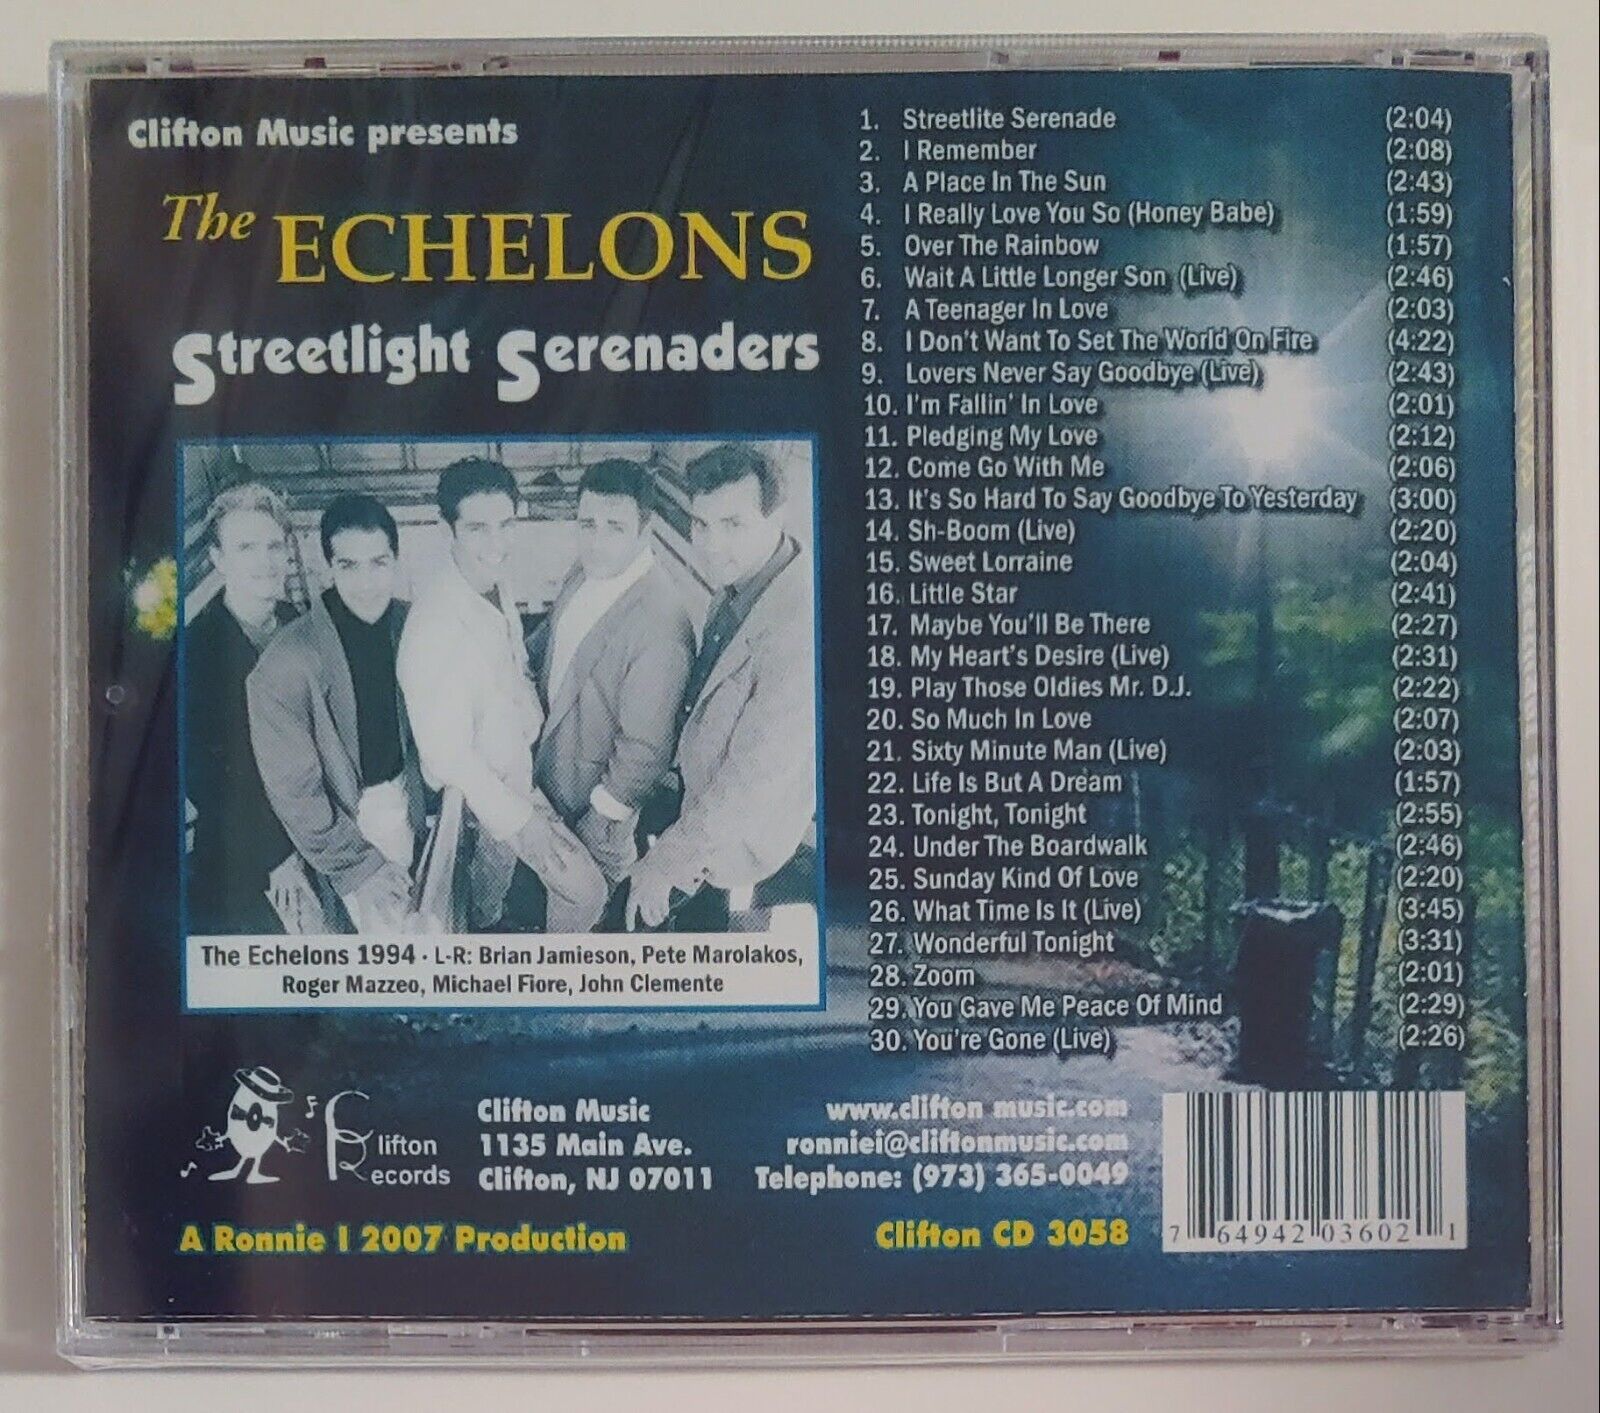 Clifton Music presents
The ECHELONS
Streetlight Serenaders
The Echelons 1994 · L-R: Brian Jamieson, Pete Marolakos,
Roger Mazzeo, Michael Fiore, John Clemente
1. Streetlite Serenade (2:04)
2. I Remember (2:08)
3. A Place In The Sun (2:43)
4. I Really Love You So (Honey Babe) (1:59)
5. Over The Rainbow (1:57)
6. Wait A Little Longer Son (Live) (2:46)
7. A Teenager In Love (2:03)
8. I Don't Want To Set The World On Fire (4:22)
9. Lovers Never Say Goodbye (Live) (2:43)
10. I'm Fallin' In Love (2:01)
11. Pledging My Love (2:12)
12. Come Go With Me (2:06)
13. It's So Hard To Say Goodbye To Yesterday (3:00)
14. Sh-Boom (Live) (2:20)
15. Sweet Lorraine (2:04)
16. Little Star (2:41)
17. Maybe You'll Be There (2:27)
18. My Heart's Desire (Live) (2:31)
19. Play Those Oldies Mr. D.J. (2:22)
20. So Much In Love (2:07)
21. Sixty Minute Man (Live) (2:03)
22. Life Is But A Dream (1:57)
23. Tonight, Tonight (2:55)
24. Under The Boardwalk (2:46)
25. Sunday Kind Of Love (2:20)
26. What Time Is It (Live) (3:45)
27. Wonderful Tonight (3:31)
28. Zoom (2:01)
29. You Gave Me Peace Of Mind (2:29)
30. You're Gone (Live) (2:26)
Clifton
Records
Clifton Music
1135 Main Ave.
Clifton, NJ 07011
www.clifton music.com
ronniei@cliftonmusic.com
Telephone: (973) 365-0049
A Ronnie I 2007 Production
Clifton CD 3058
7 64942 03602 1